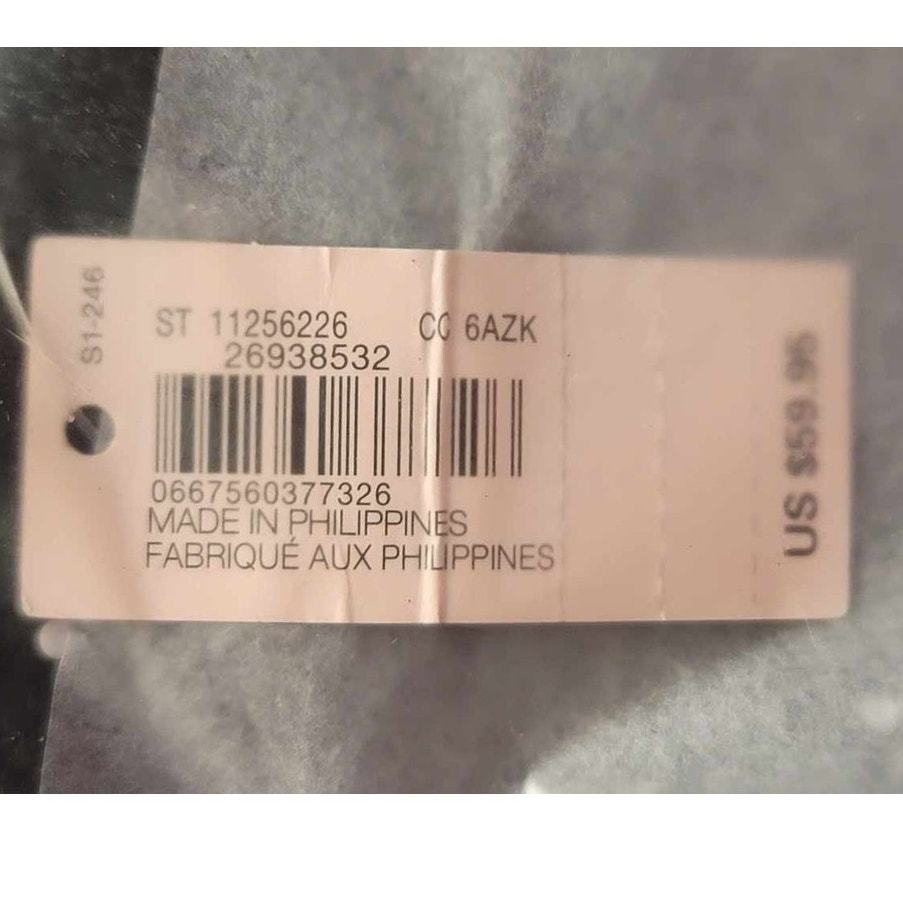 S1-246
ST 11256226 CC 6AZK
26938532
0667560377326
MADE IN PHILIPPINES
FABRIQUÉ AUX PHILIPPINES
US $59.95